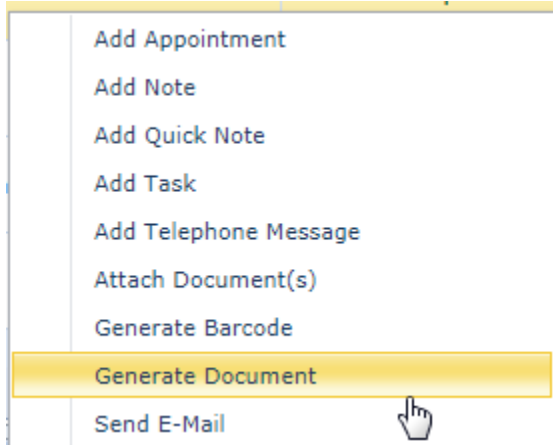 Add Appointment
Add Note
Add Quick Note
Add Task
Add Telephone Message
Attach Document(s)
Generate Barcode
Generate Document
Send E-Mail